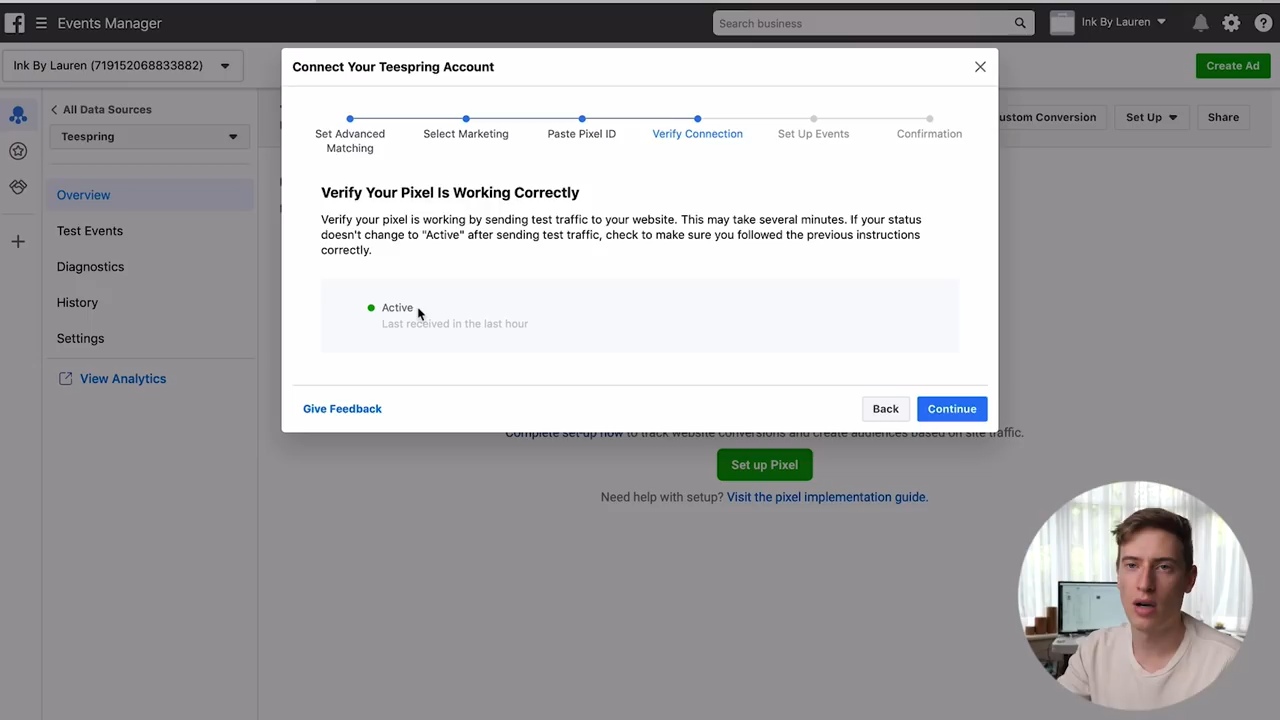 Events Manager
Search business
Ink By Lauren
Ink By Lauren (719152068833882)
Create Ad
All Data Sources
Teespring
Overview
Test Events
Diagnostics
History
Settings
View Analytics
ustom Conversion
Set Up
Share
Connect Your Teespring Account
Set Advanced
Matching
Select Marketing
Paste Pixel ID
Verify Connection
Set Up Events
Confirmation
Verify Your Pixel Is Working Correctly
Verify your pixel is working by sending test traffic to your website. This may take several minutes. If your status
doesn't change to "Active" after sending test traffic, check to make sure you followed the previous instructions
correctly.
Active
Last received in the last hour
Give Feedback
Back
Continue
Complete set-up now to track website conversions and create audiences based on site traffic.
Set up Pixel
Need help with setup? Visit the pixel implementation guide.